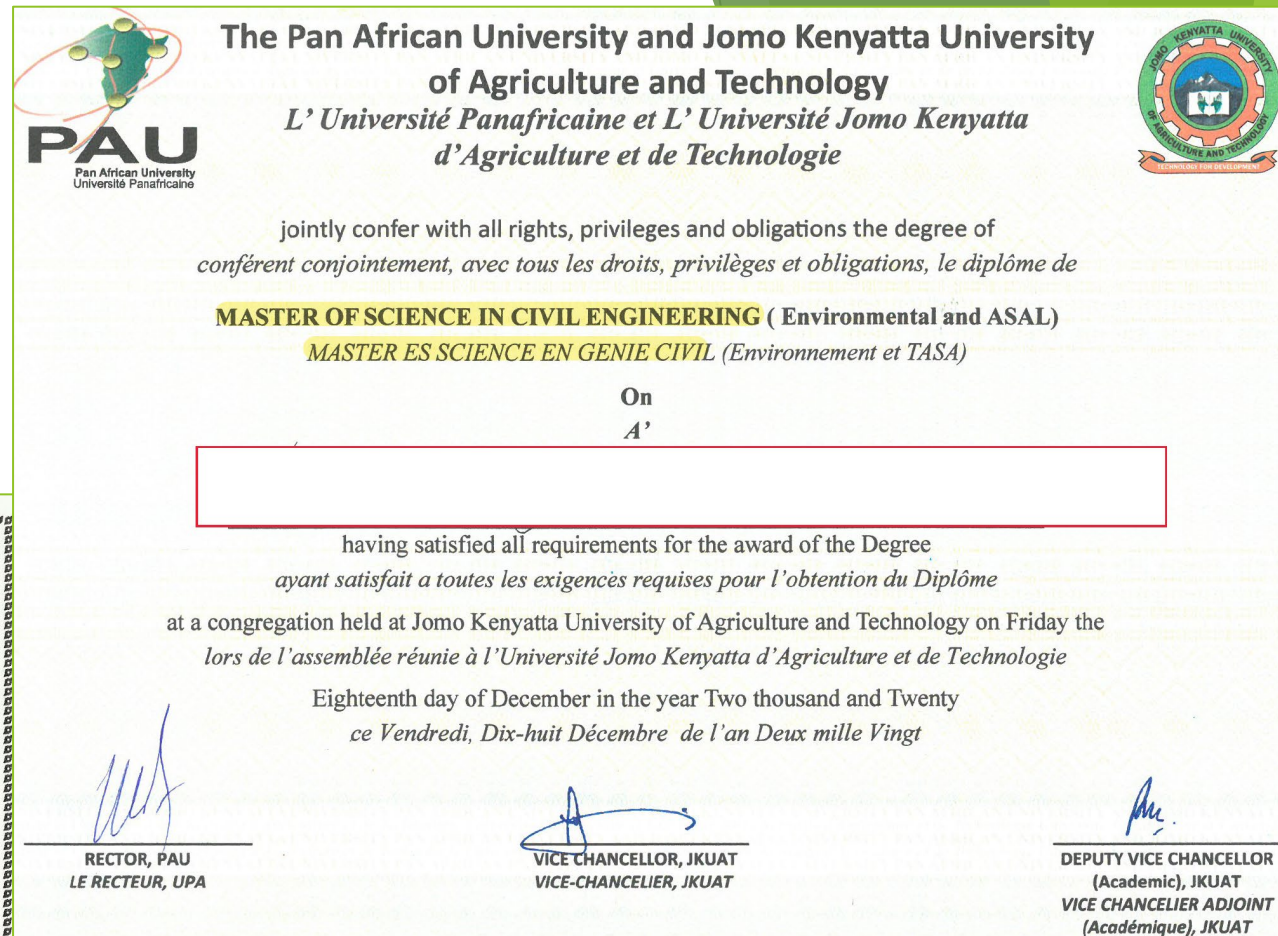 PAU
Pan African University
Université Panafricaine
The Pan African University and Jomo Kenyatta University
of Agriculture and Technology
L’ Université Panafricaine et L’ Université Jomo Kenyatta
d’Agriculture et de Technologie
JOMO KENYATTA UNIVERSITY
OF AGRICULTURE AND TECHNOLOGY
TECHNOLOGY FOR DEVELOPMENT
jointly confer with all rights, privileges and obligations the degree of
conférent conjointement, avec tous les droits, privilèges et obligations, le diplôme de
MASTER OF SCIENCE IN CIVIL ENGINEERING ( Environmental and ASAL)
MASTER ES SCIENCE EN GENIE CIVIL (Environnement et TASA)
On
A’
having satisfied all requirements for the award of the Degree
ayant satisfait a toutes les exigences requises pour l’obtention du Diplôme
at a congregation held at Jomo Kenyatta University of Agriculture and Technology on Friday the
lors de l’assemblée réunie à l’Université Jomo Kenyatta d’Agriculture et de Technologie
Eighteenth day of December in the year Two thousand and Twenty
ce Vendredi, Dix-huit Décembre de l’an Deux mille Vingt
RECTOR, PAU
LE RECTEUR, UPA
VICE CHANCELLOR, JKUAT
VICE-CHANCELIER, JKUAT
DEPUTY VICE CHANCELLOR
(Academic), JKUAT
VICE CHANCELIER ADJOINT
(Académique), JKUAT